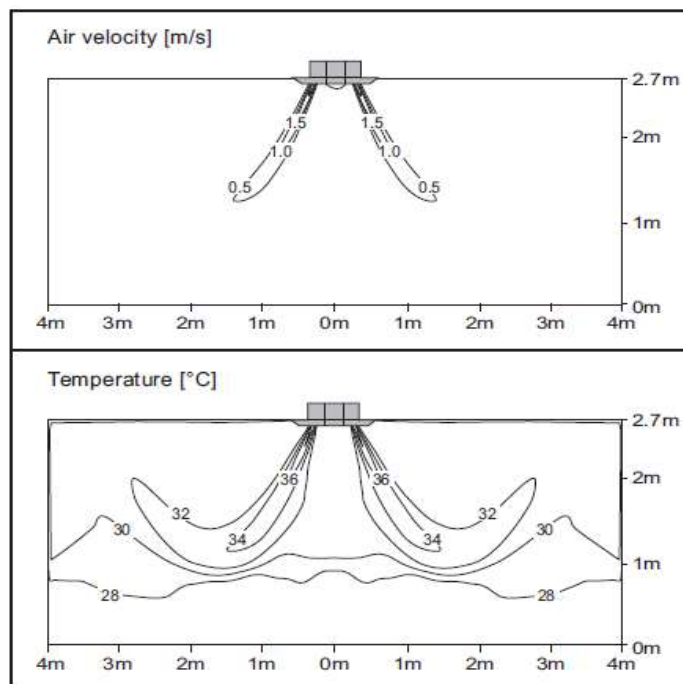 Air velocity [m/s]
2.7m
1.5 1.5
2m
1.0 1.0
0.5 0.5
1m
0m
4m 3m 2m 1m 0m 1m 2m 3m 4m
Temperature [°C]
2.7m
36 36
2m
32 32
30 30
34 34
1m
28 28
0m
4m 3m 2m 1m 0m 1m 2m 3m 4m